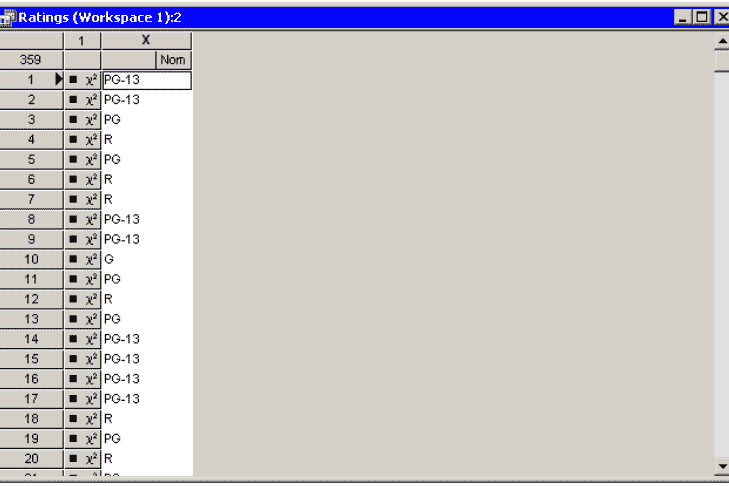 Ratings (Workspace 1):2
1 X
359 Nom
1 χ² PG-13
2 χ² PG-13
3 χ² PG
4 χ² R
5 χ² PG
6 χ² R
7 χ² R
8 χ² PG-13
9 χ² PG-13
10 χ² G
11 χ² PG
12 χ² R
13 χ² PG
14 χ² PG-13
15 χ² PG-13
16 χ² PG-13
17 χ² PG-13
18 χ² R
19 χ² PG
20 χ² R